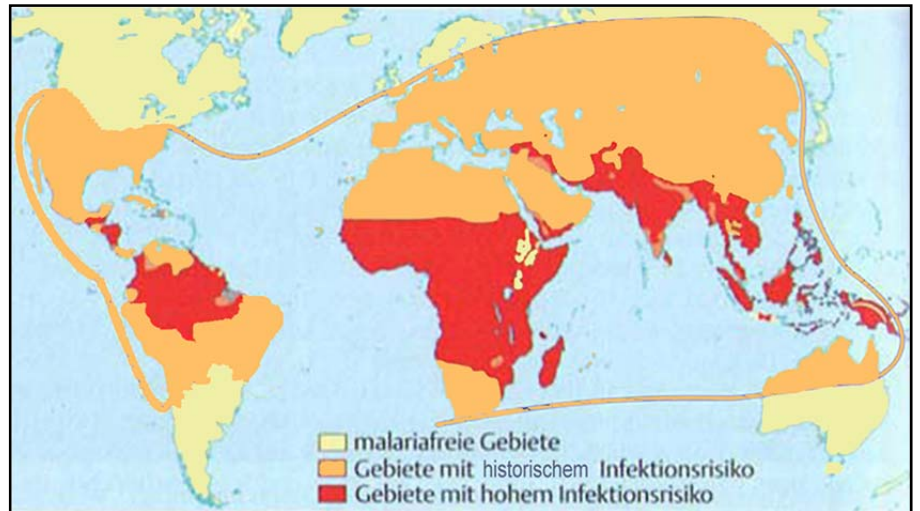 malariafreie Gebiete
Gebiete mit historischem Infektionsrisiko
Gebiete mit hohem Infektionsrisiko